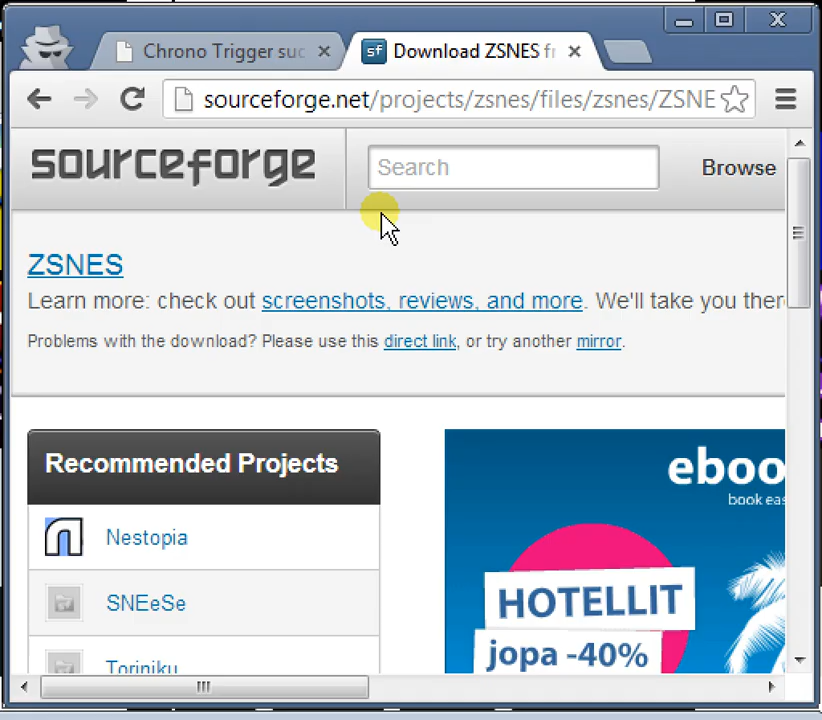 Chrono Trigger suc
Download ZSNES fr
sourceforge.net/projects/zsnes/files/zsnes/ZSNE
sourceforge
Search
Browse
ZSNES
Learn more: check out screenshots, reviews, and more. We'll take you ther
Problems with the download? Please use this direct link, or try another mirror.
Recommended Projects
Nestopia
SNEeSe
Toriniku
eboo
book eas
HOTELLIT
jopa -40%